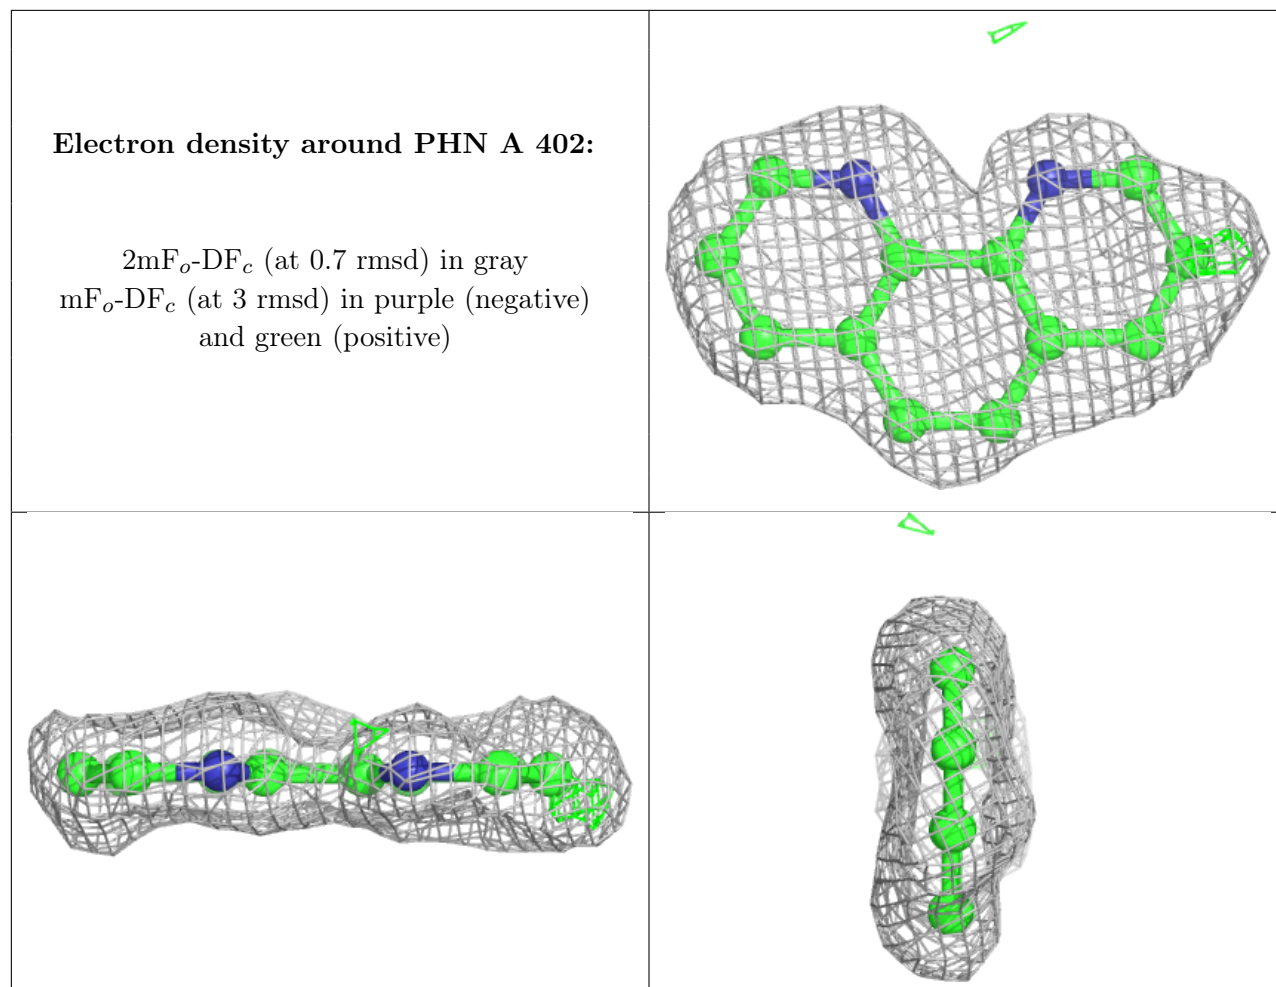 Electron density around PHN A 402:
2mFo-DFc (at 0.7 rmsd) in gray
mFo-DFc (at 3 rmsd) in purple (negative)
and green (positive)